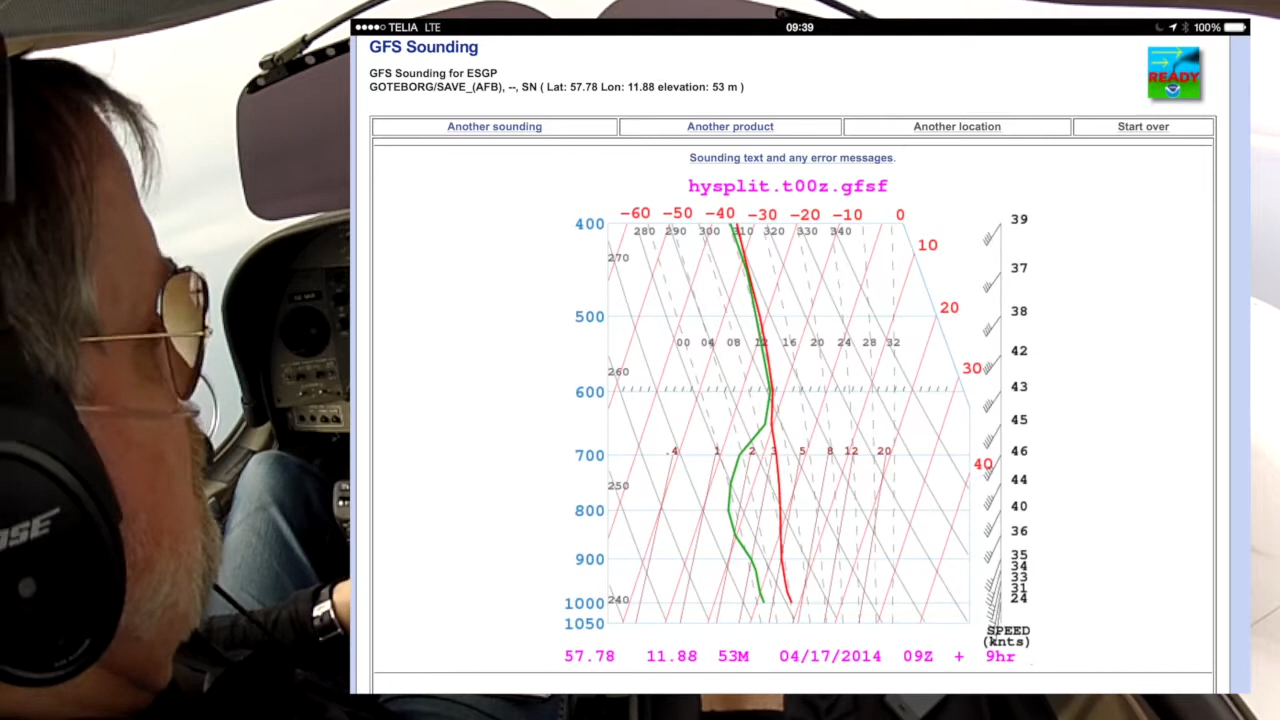 ●●●●○ TELIA LTE 09:39 100%
GFS Sounding
GFS Sounding for ESGP
GOTEBORG/SAVE_(AFB), --, SN ( Lat: 57.78 Lon: 11.88 elevation: 53 m )
READY
Another sounding Another product Another location Start over
Sounding text and any error messages.
hysplit.t00z.gfsf
-60 -50 -40 -30 -20 -10 0
400 39
280 290 300 310 320 330 340
10
270
37
20
500 38
00 04 08 12 16 20 24 28 32
42
260 30
600 43
45
.4 1 2 3 5 8 12 20
700 46
40
44
250
800 40
36
900 35
34
33
31
240 24
1000
1050
SPEED
(knts)
57.78 11.88 53M 04/17/2014 09Z + 9hr
BOSE